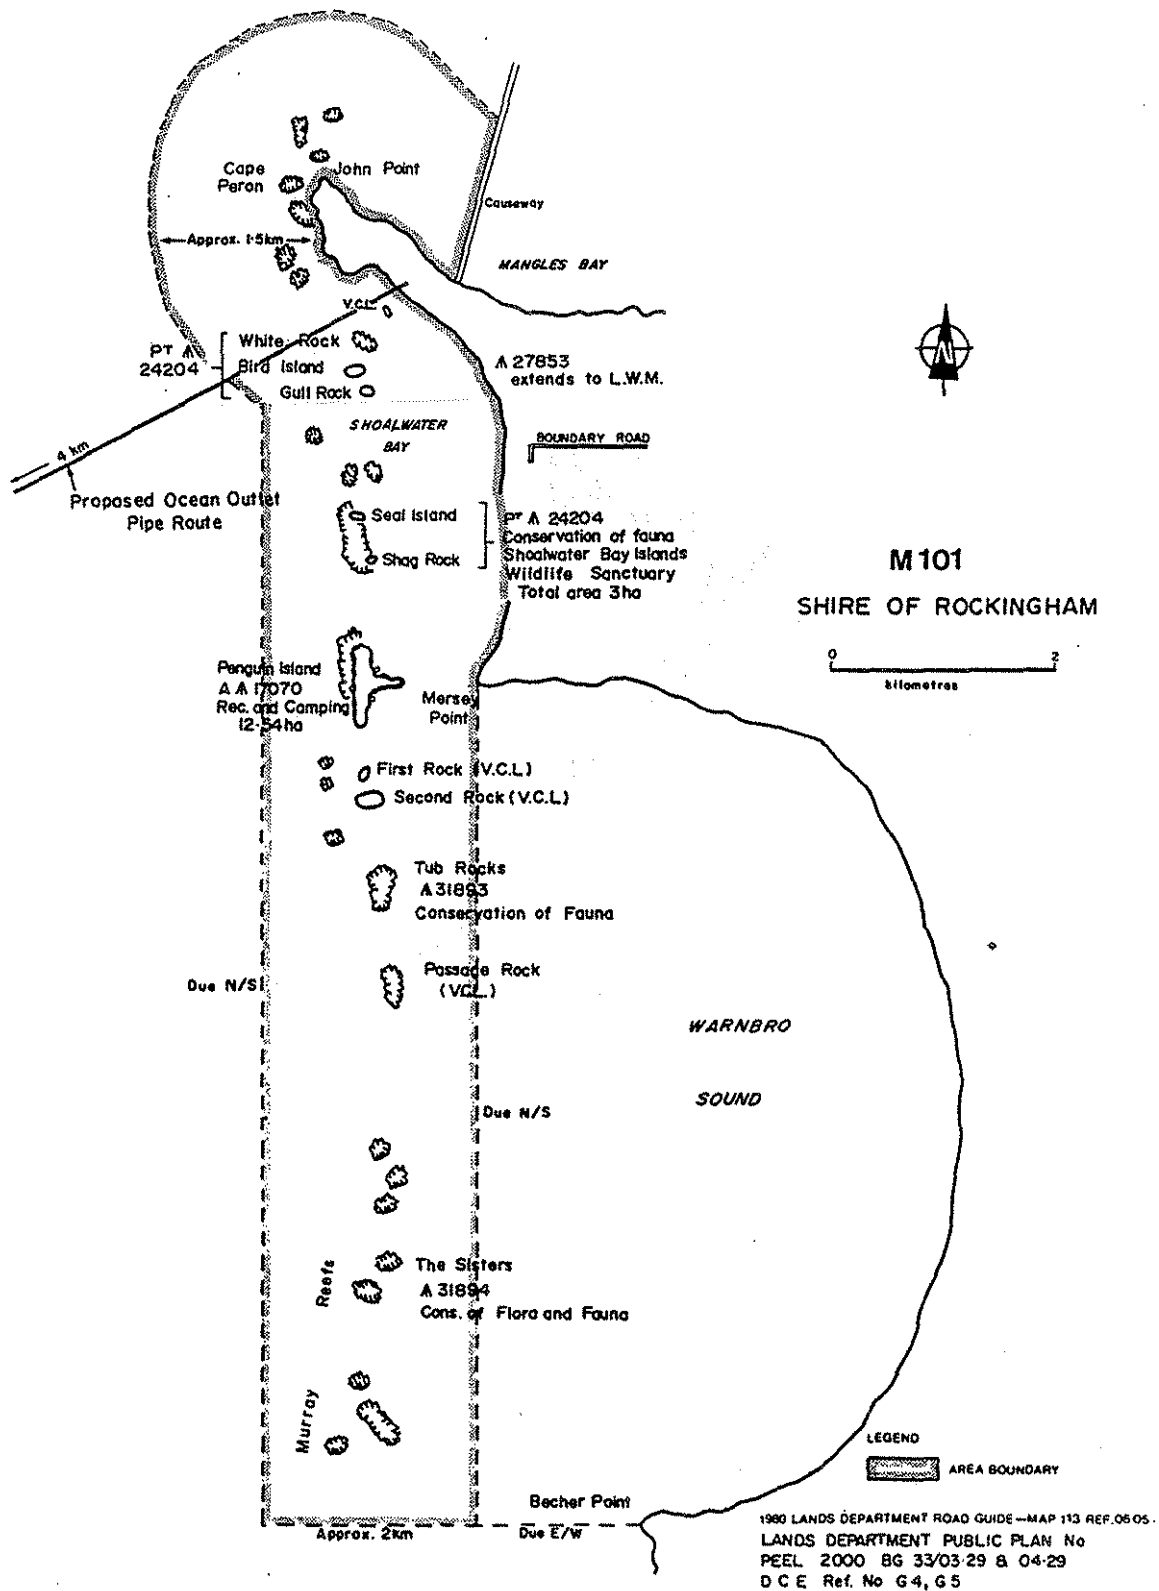 Cape
Peron
John Point
Causeway
Approx. 1·5km
MANGLES BAY
V.C.L.
PT A
24204
White Rock
Bird Island
Gull Rock
A 27853
extends to L.W.M.
SHOALWATER
BAY
BOUNDARY ROAD
4 km
Proposed Ocean Outlet
Pipe Route
Seal Island
Shag Rock
PT A 24204
Conservation of fauna
Shoalwater Bay Islands
Wildlife Sanctuary
Total area 3ha
M101
SHIRE OF ROCKINGHAM
0 2
kilometres
Penguin Island
A A 17070
Rec. and Camping
12·54ha
Mersey
Point
First Rock (V.C.L)
Second Rock (V.C.L)
Tub Rocks
A 31893
Conservation of Fauna
Passage Rock
(V.C.L.)
Due N/S
WARNBRO
SOUND
Due N/S
Reefs
The Sisters
A 31894
Cons. of Flora and Fauna
Murray
LEGEND
AREA BOUNDARY
Becher Point
Approx. 2km
Due E/W
1980 LANDS DEPARTMENT ROAD GUIDE—MAP 113 REF. 0605.
LANDS DEPARTMENT PUBLIC PLAN No
PEEL 2000 BG 33/03·29 & 04·29
D C E Ref. No G4, G5